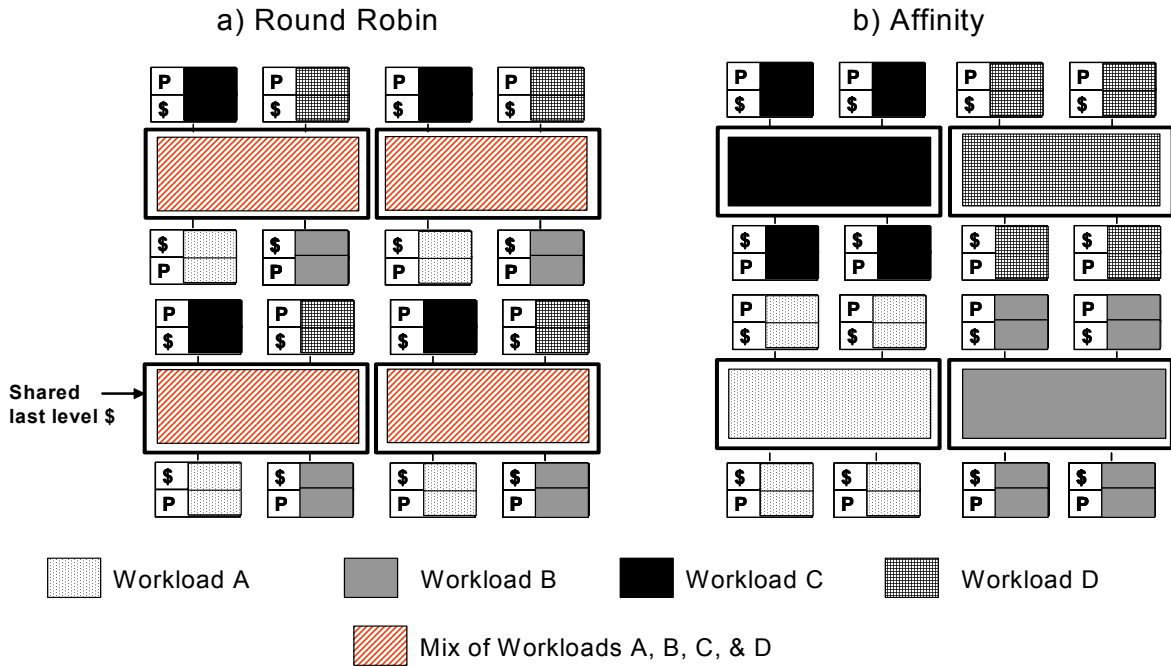 a) Round Robin
b) Affinity
P P P P
$ $ $ $
P P P P
$ $ $ $
$ $ $ $
P P P P
$ $ $ $
P P P P
P P P P
$ $ $ $
P P P P
$ $ $ $
Shared
last level $
$ $ $ $
P P P P
$ $ $ $
P P P P
Workload A
Workload B
Workload C
Workload D
Mix of Workloads A, B, C, & D